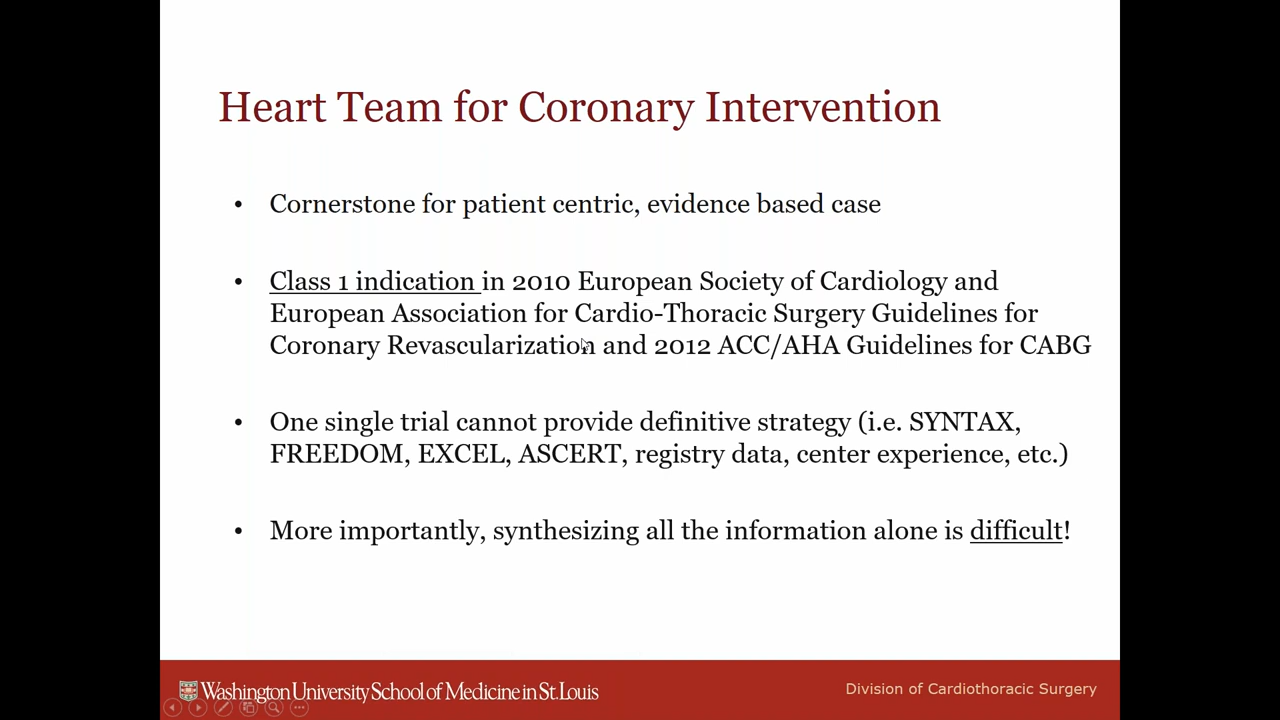 Heart Team for Coronary Intervention
• Cornerstone for patient centric, evidence based case
• Class 1 indication in 2010 European Society of Cardiology and
European Association for Cardio-Thoracic Surgery Guidelines for
Coronary Revascularization and 2012 ACC/AHA Guidelines for CABG
• One single trial cannot provide definitive strategy (i.e. SYNTAX,
FREEDOM, EXCEL, ASCERT, registry data, center experience, etc.)
• More importantly, synthesizing all the information alone is difficult!
Washington University School of Medicine in St. Louis
Division of Cardiothoracic Surgery